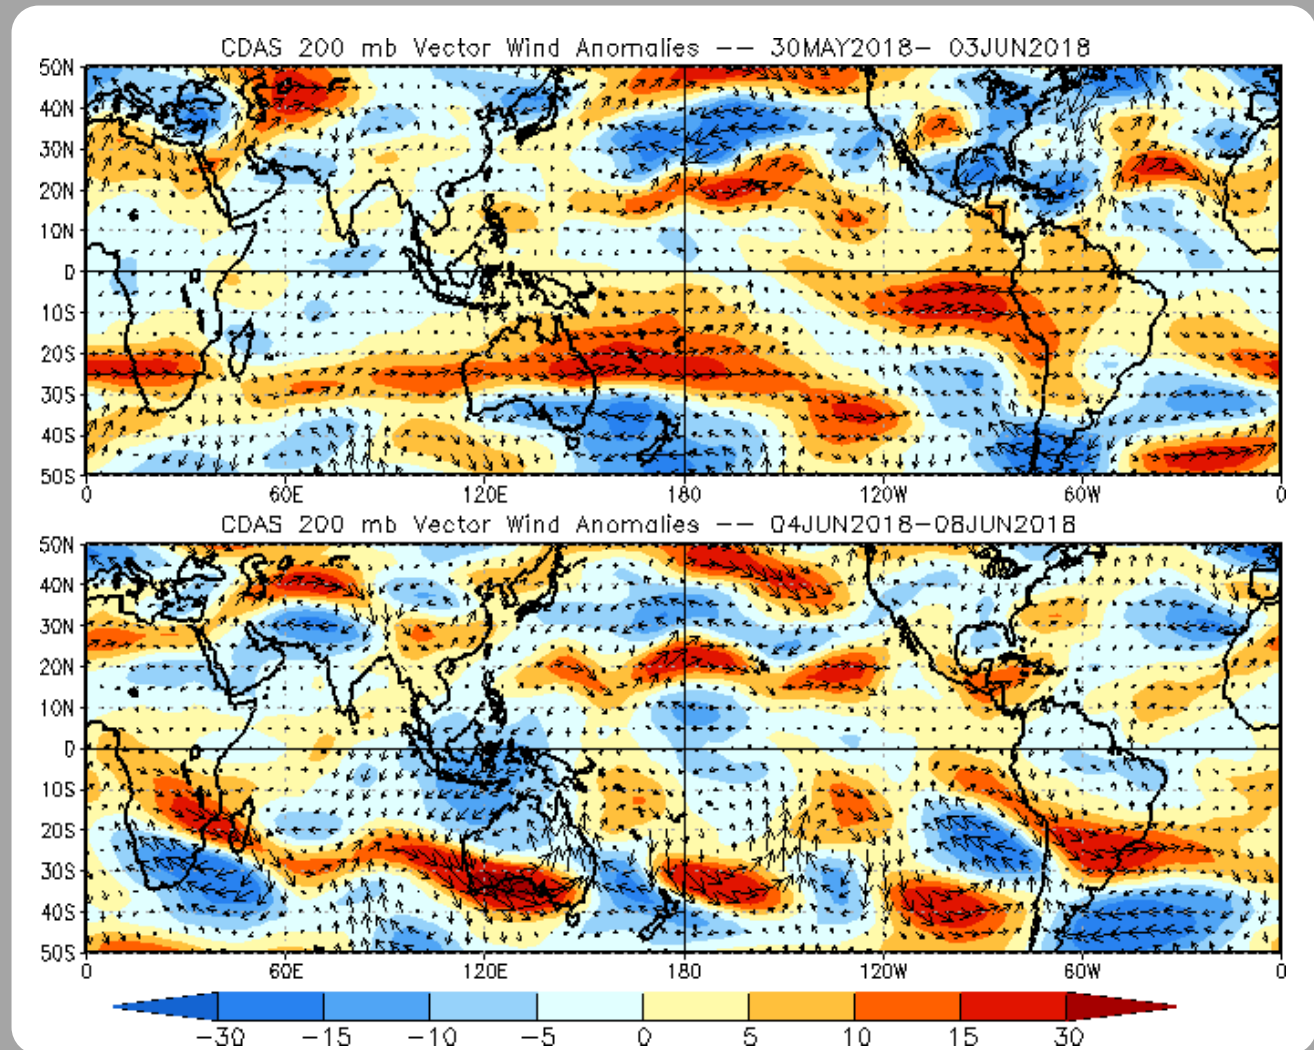 CDAS 200 mb Vector Wind Anomalies -- 30MAY2018- 03JUN2018
50N
40N
30N
20N
10N
0
10S
20S
30S
40S
50S
0 60E 120E 180 120W 60W 0
CDAS 200 mb Vector Wind Anomalies -- 04JUN2018-08JUN2018
50N
40N
30N
20N
10N
0
10S
20S
30S
40S
50S
0 60E 120E 180 120W 60W 0
-30 -15 -10 -5 0 5 10 15 30